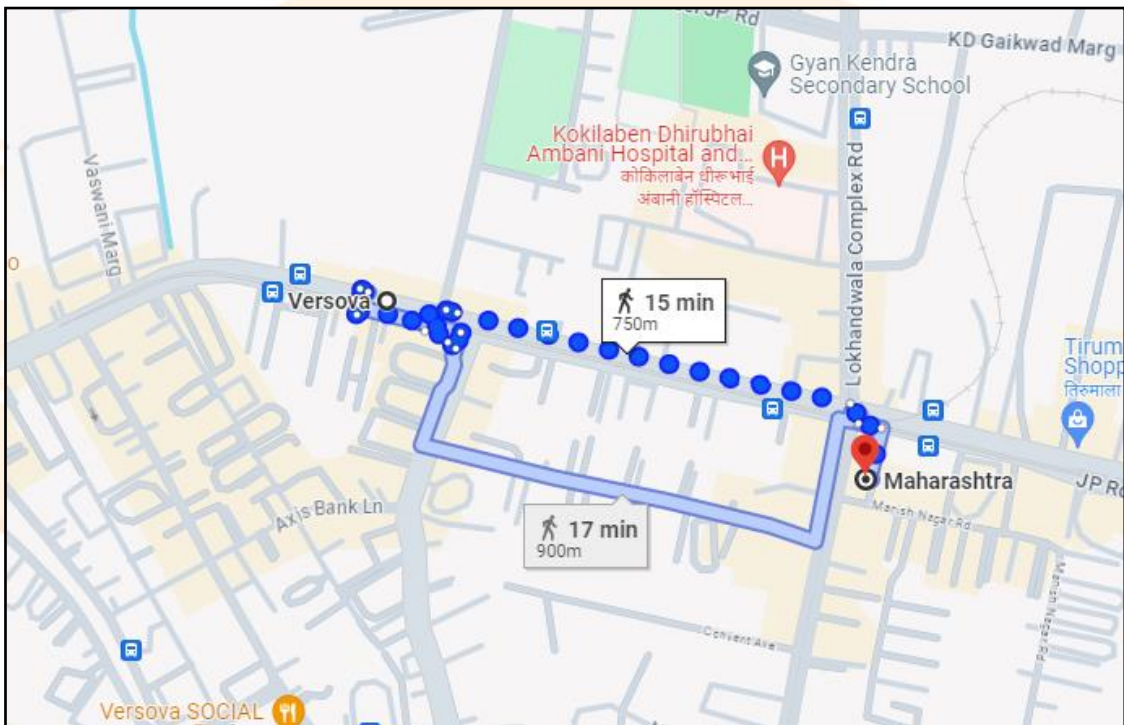 JP Rd
KD Gaikwad Marg
Gyan Kendra
Secondary School
Kokilaben Dhirubhai
Ambani Hospital and...
कोकिलाबेन धीरूभाई
अंबानी हॉस्पिटल...
Lokhandwala Complex Rd
Vaswani Marg
o
Versova
15 min
750m
Tirum
Shopp
तिरुमाला
Maharashtra
JP Ro
Manish Nagar Rd
17 min
900m
Axis Bank Ln
Manish Nagar Rd
Convent Ave
Versova SOCIAL